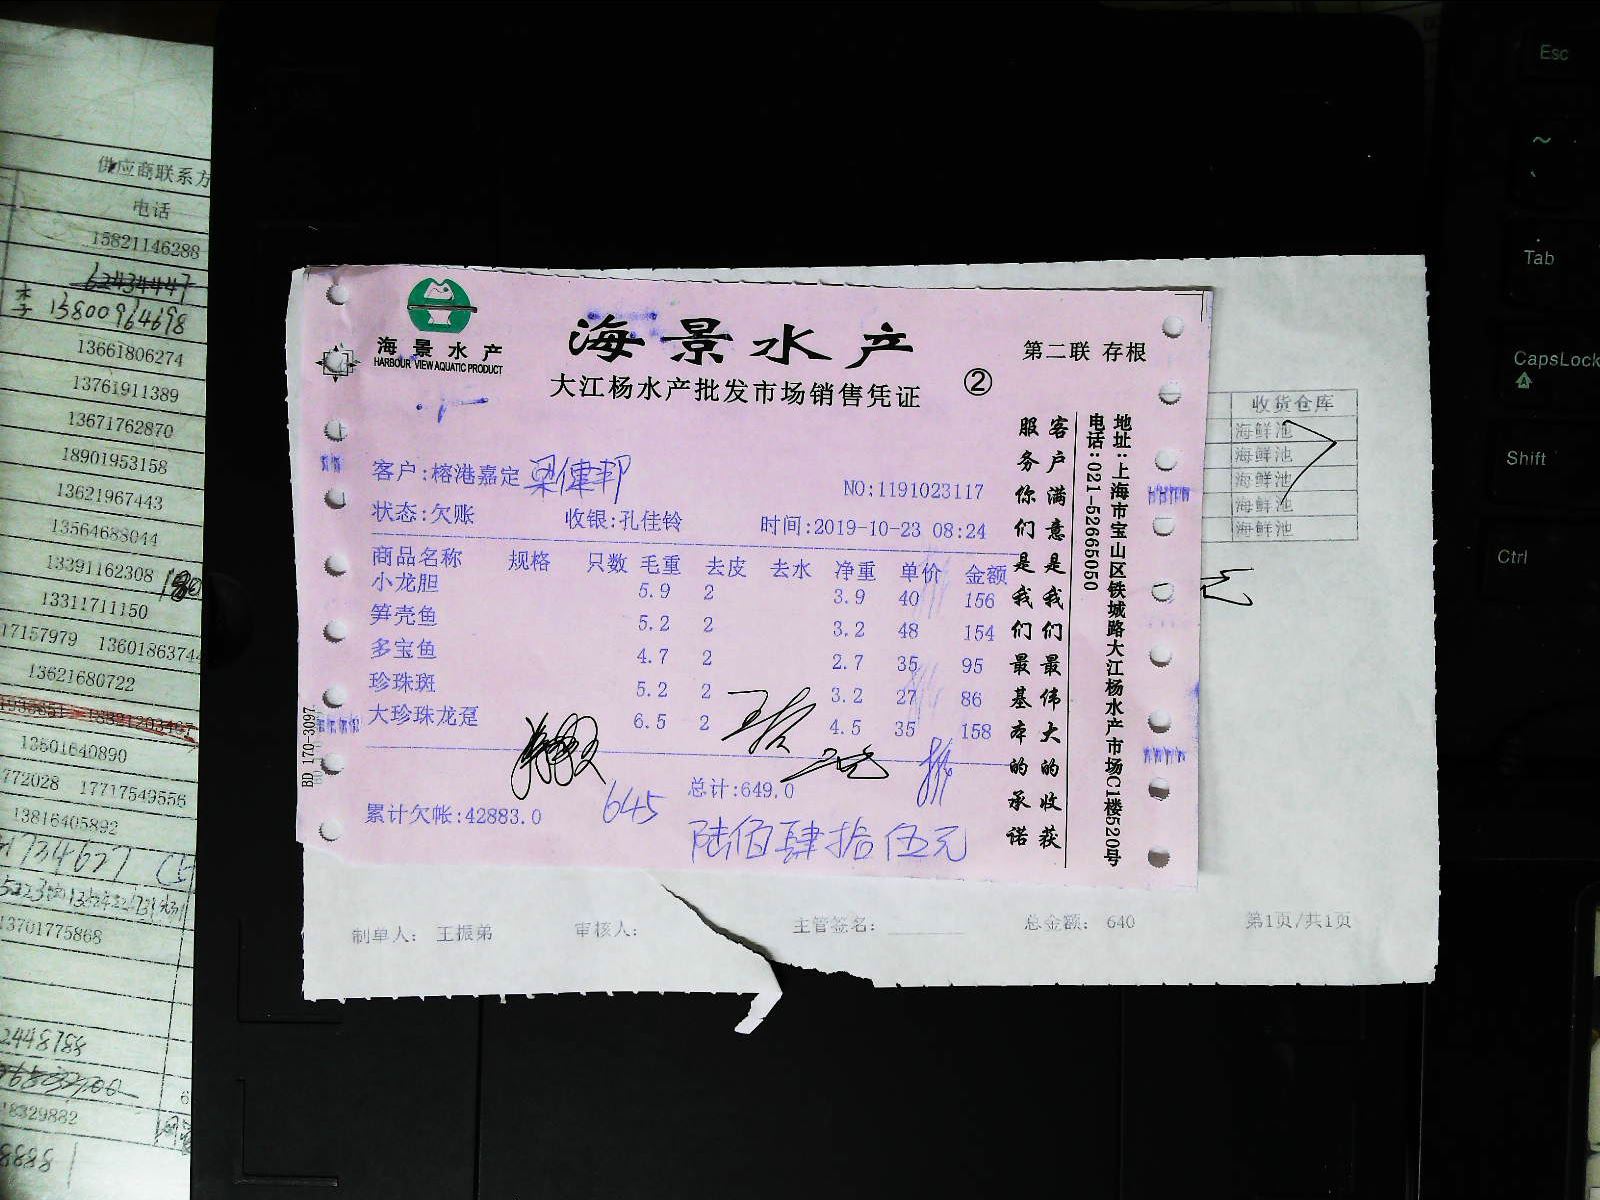 供应商联系方
电话
15821146288
62434447
李 13800964698
13661806274
13761911389
13671762870
18901953158
13621967443
13564688044
13391162308
13311711150
17157979 13601863744
13621680722
13501640890
772028 17717549556
13816405892
13701775868
2448788
18329882
8888
海景水产
HARBOUR VIEW AQUATIC PRODUCT
海景水产
大江杨水产批发市场销售凭证
②
第二联 存根
客户:榕港嘉定 梁健邦
NO:1191023117
状态:欠账 收银:孔佳铃 时间:2019-10-23 08:24
商品名称 规格 只数 毛重 去皮 去水 净重 单价 金额
小龙胆 5.9 2 3.9 40 156
笋壳鱼 5.2 2 3.2 48 154
多宝鱼 4.7 2 2.7 35 95
珍珠斑 5.2 2 3.2 27 86
大珍珠龙趸 6.5 2 4.5 35 158
总计:649.0
累计欠帐:42883.0 645
陆佰肆拾伍元
客户满意是我们最伟大的收获
服务你们是我们最基本的承诺
地址:上海市宝山区铁城路大江杨水产市场C1楼520号
电话:021-52665050
BD 170-3097
收货仓库
海鲜池
海鲜池
海鲜池
海鲜池
海鲜池
制单人: 王振弟 审核人: 主管签名: 总金额: 640 第1页/共1页
Esc
~
Tab
CapsLock
A
Shift
Ctrl